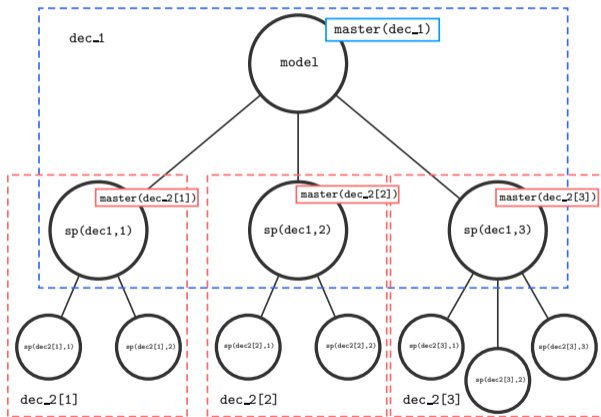 dec_1
master(dec_1)
model
master(dec_2[1])
master(dec_2[2])
master(dec_2[3])
sp(dec1,1)
sp(dec1,2)
sp(dec1,3)
sp(dec2[1],1)
sp(dec2[1],2)
sp(dec2[2],1)
sp(dec2[2],2)
sp(dec2[3],1)
sp(dec2[3],2)
sp(dec2[3],3)
dec_2[1]
dec_2[2]
dec_2[3]